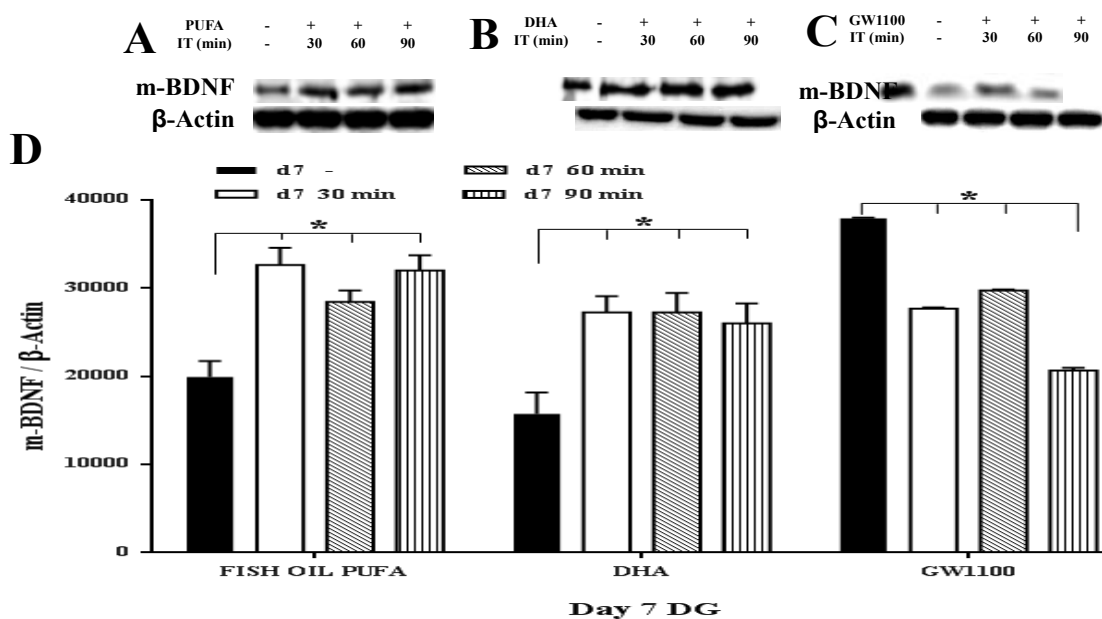 A
PUFA - + + +
IT (min) - 30 60 90
m-BDNF
β-Actin
B
DHA - + + +
IT (min) - 30 60 90
C
GW1100 - + + +
IT (min) - 30 60 90
m-BDNF
β-Actin
D
d7 -
d7 60 min
d7 30 min
d7 90 min
40000
30000
20000
10000
0
m-BDNF / β-Actin
*
*
*
FISH OIL PUFA
DHA
GW1100
Day 7 DG